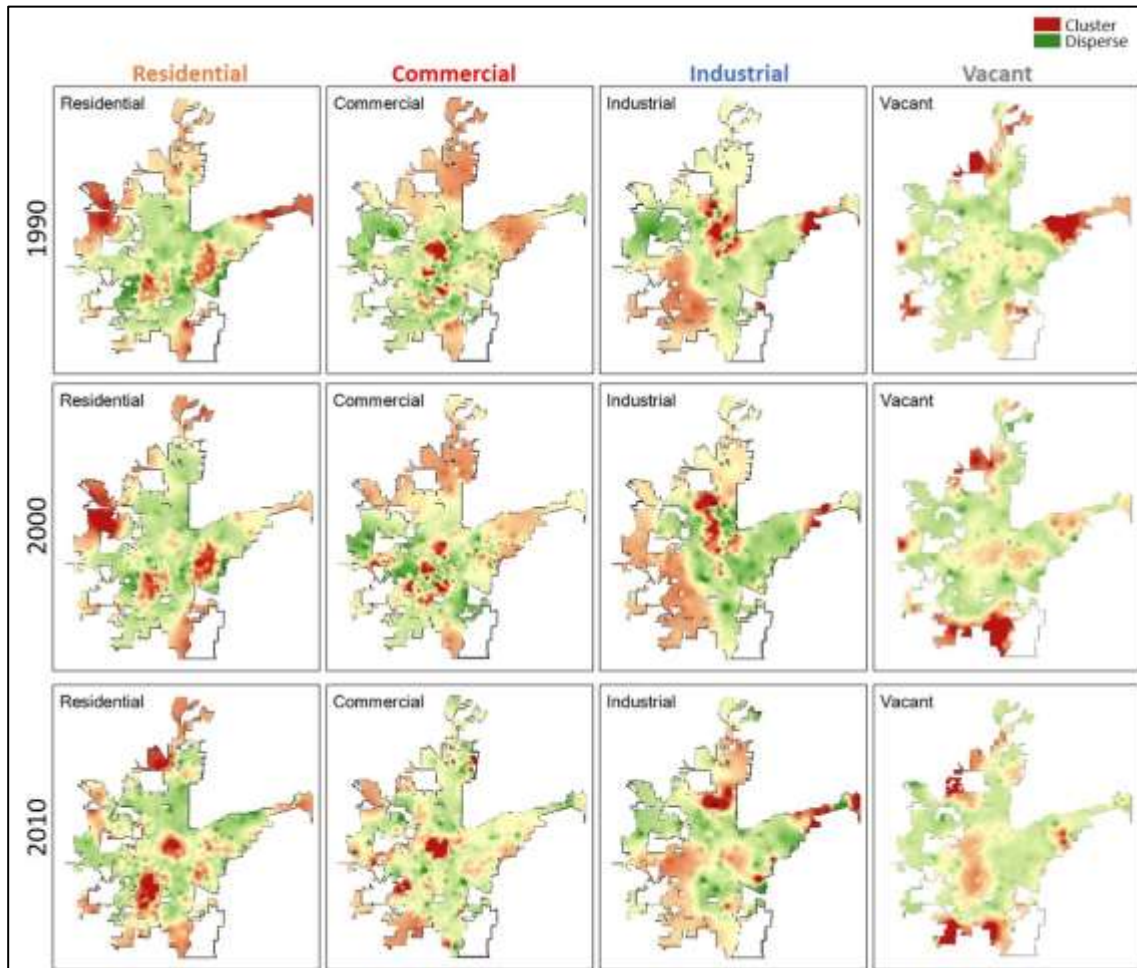 Cluster
Disperse
Residential Commercial Industrial Vacant
1990
Residential Commercial Industrial Vacant
2000
Residential Commercial Industrial Vacant
2010
Residential Commercial Industrial Vacant